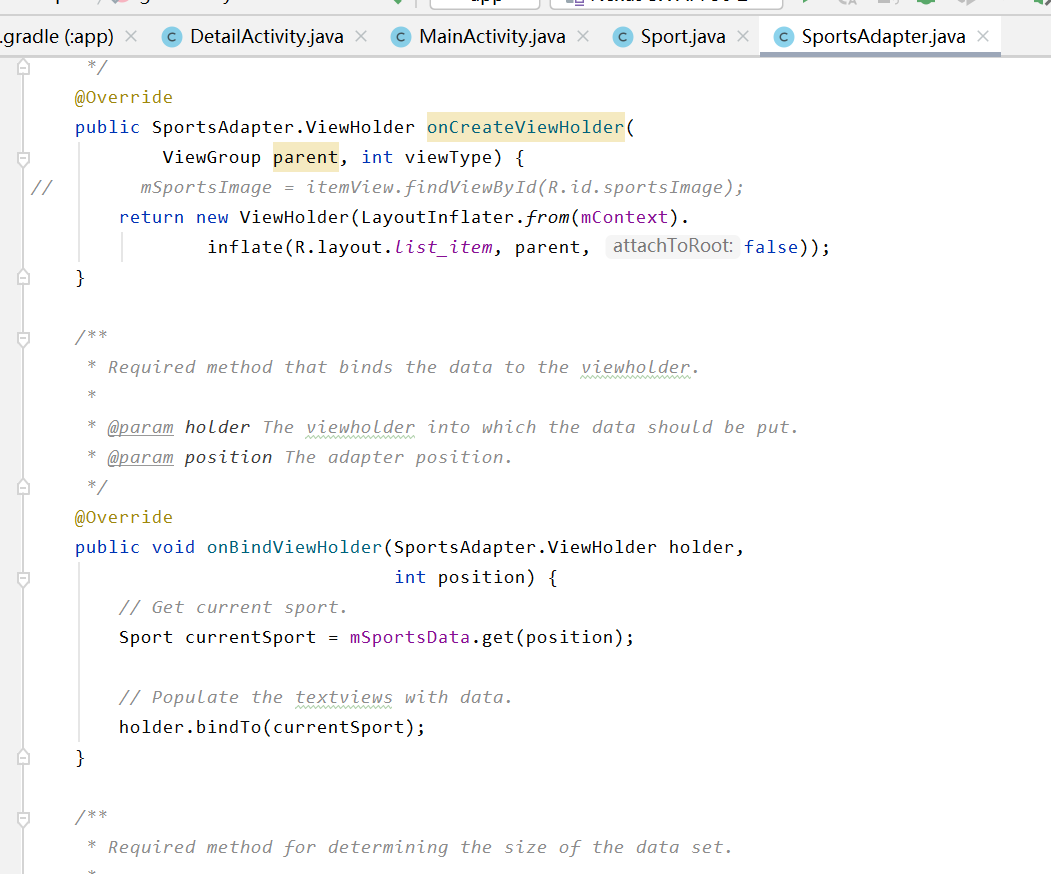 .gradle (:app) × C DetailActivity.java × C MainActivity.java × C Sport.java × C SportsAdapter.java ×
*/
@Override
public SportsAdapter.ViewHolder onCreateViewHolder(
ViewGroup parent, int viewType) {
// mSportsImage = itemView.findViewById(R.id.sportsImage);
return new ViewHolder(LayoutInflater.from(mContext).
inflate(R.layout.list_item, parent, attachToRoot: false));
}
/**
* Required method that binds the data to the viewholder.
*
* @param holder The viewholder into which the data should be put.
* @param position The adapter position.
*/
@Override
public void onBindViewHolder(SportsAdapter.ViewHolder holder,
int position) {
// Get current sport.
Sport currentSport = mSportsData.get(position);
// Populate the textviews with data.
holder.bindTo(currentSport);
}
/**
* Required method for determining the size of the data set.
*